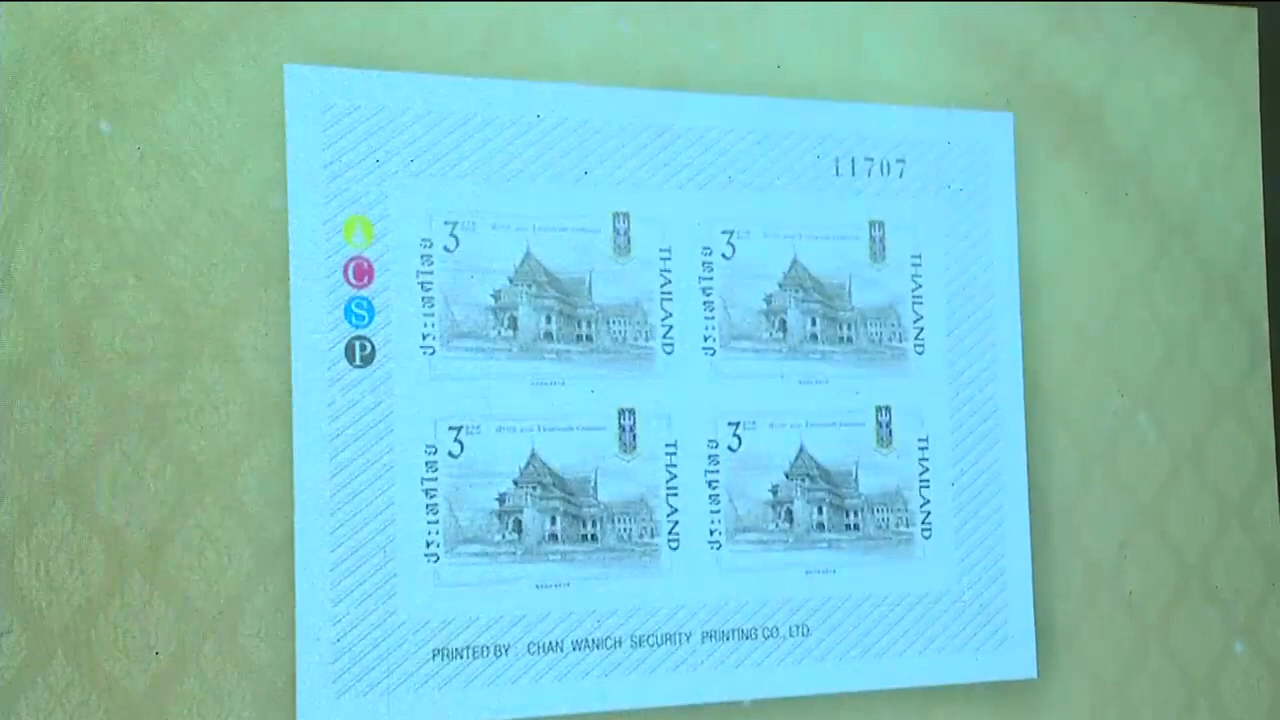 11707
3
ประเทศไทย
THAILAND
3
ประเทศไทย
THAILAND
C
S
P
3
ประเทศไทย
THAILAND
3
ประเทศไทย
THAILAND
PRINTED BY CHAN WANICH SECURITY PRINTING CO., LTD.